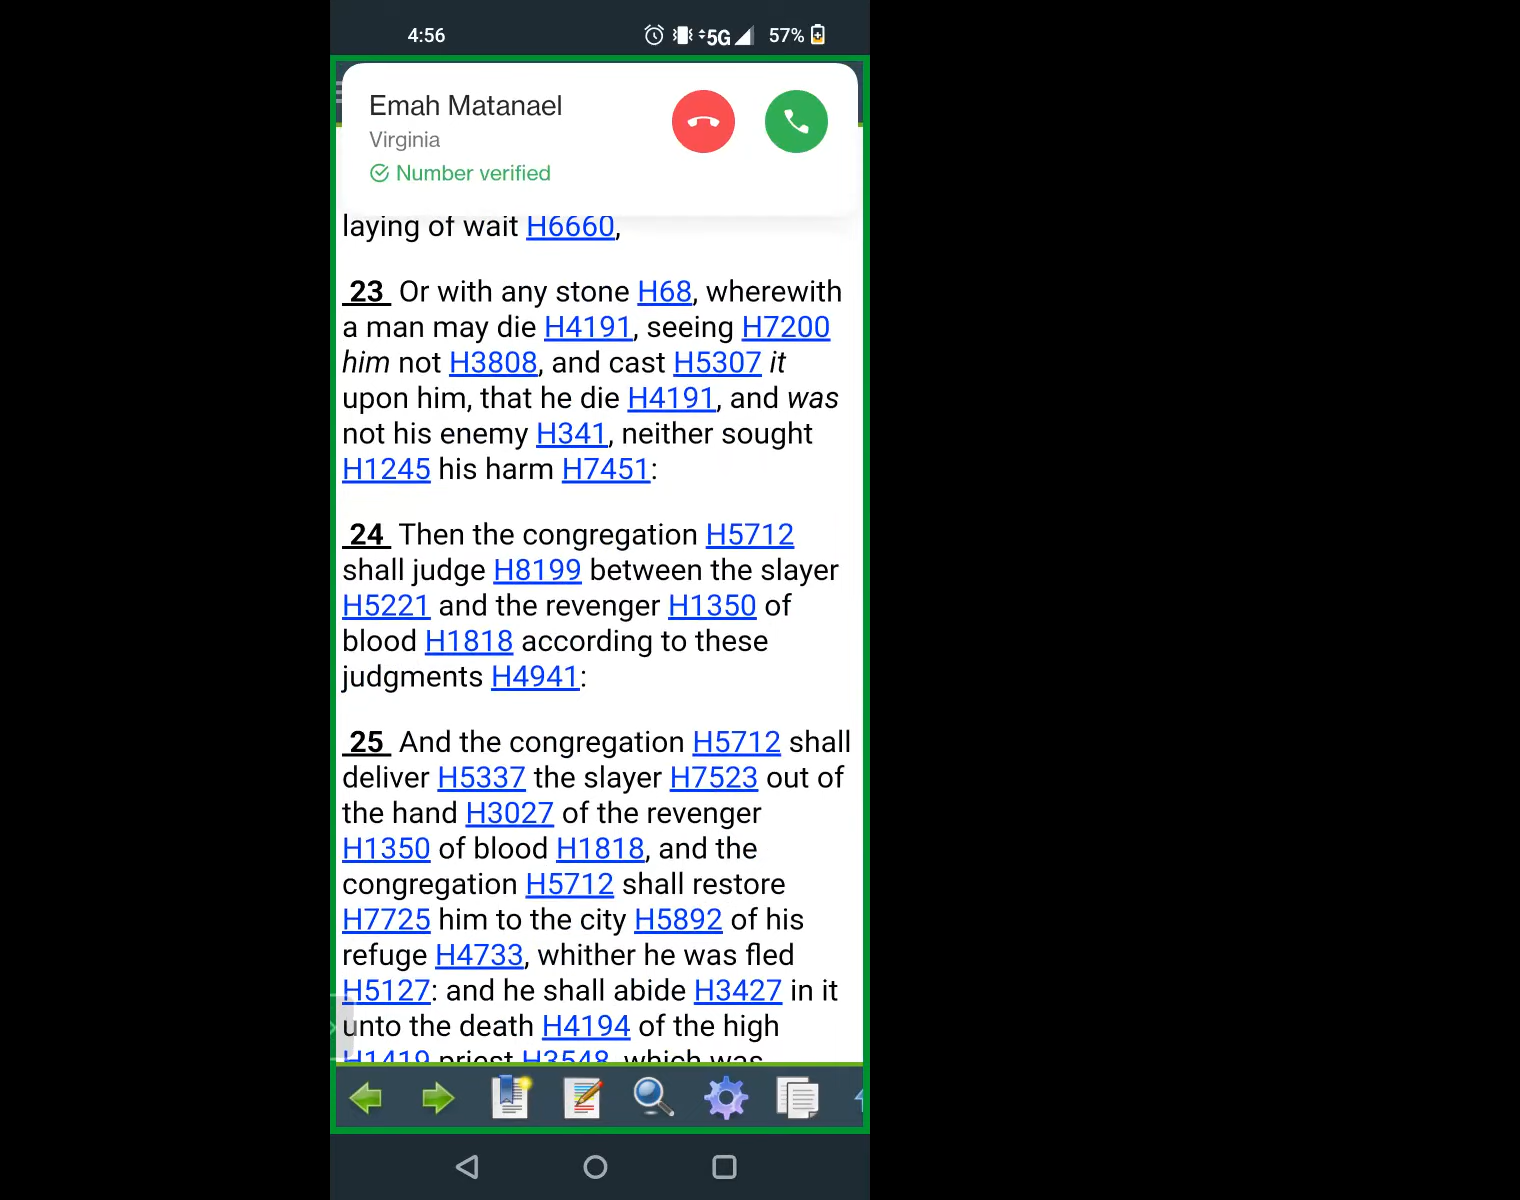 4:56
5G
57%
Emah Matanael
Virginia
Number verified
laying of wait H6660,
23 Or with any stone H68, wherewith
a man may die H4191, seeing H7200
him not H3808, and cast H5307 it
upon him, that he die H4191, and was
not his enemy H341, neither sought
H1245 his harm H7451:
24 Then the congregation H5712
shall judge H8199 between the slayer
H5221 and the revenger H1350 of
blood H1818 according to these
judgments H4941:
25 And the congregation H5712 shall
deliver H5337 the slayer H7523 out of
the hand H3027 of the revenger
H1350 of blood H1818, and the
congregation H5712 shall restore
H7725 him to the city H5892 of his
refuge H4733, whither he was fled
H5127: and he shall abide H3427 in it
unto the death H4194 of the high
H1419 priest H3548, which was